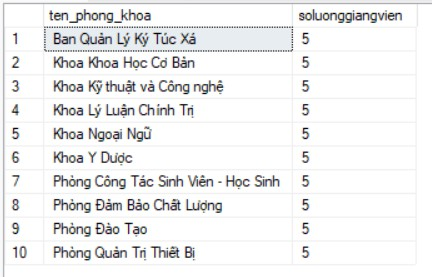 ten_phong_khoa soluonggiangvien
1 Ban Quản Lý Ký Túc Xá 5
2 Khoa Khoa Học Cơ Bản 5
3 Khoa Kỹ thuật và Công nghệ 5
4 Khoa Lý Luận Chính Trị 5
5 Khoa Ngoại Ngữ 5
6 Khoa Y Dược 5
7 Phòng Công Tác Sinh Viên - Học Sinh 5
8 Phòng Đảm Bảo Chất Lượng 5
9 Phòng Đào Tạo 5
10 Phòng Quản Trị Thiết Bị 5